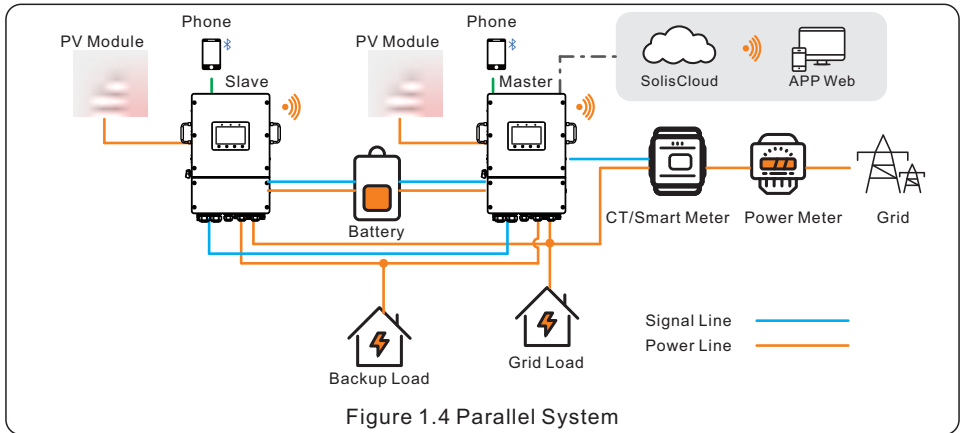 Phone
Phone
PV Module
PV Module
Slave
Master
SolisCloud
APP Web
Battery
CT/Smart Meter
Power Meter
Grid
Backup Load
Grid Load
Signal Line
Power Line
Figure 1.4 Parallel System